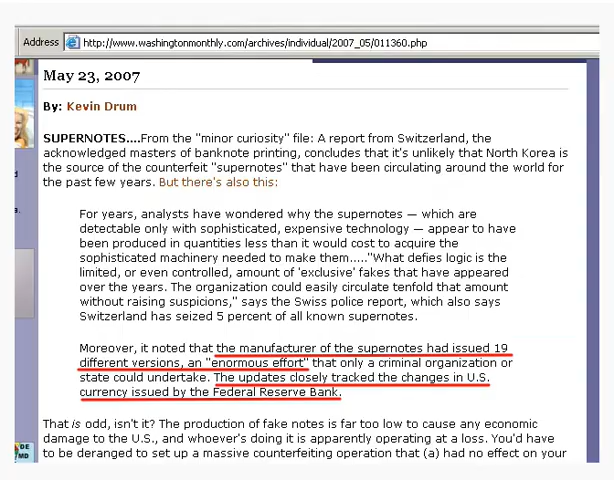 Address http://www.washingtonmonthly.com/archives/individual/2007_05/011360.php
May 23, 2007
By: Kevin Drum
SUPERNOTES....From the "minor curiosity" file: A report from Switzerland, the
acknowledged masters of banknote printing, concludes that it's unlikely that North Korea is
the source of the counterfeit "supernotes" that have been circulating around the world for
the past few years. But there's also this:
For years, analysts have wondered why the supernotes — which are
detectable only with sophisticated, expensive technology — appear to have
been produced in quantities less than it would cost to acquire the
sophisticated machinery needed to make them....."What defies logic is the
limited, or even controlled, amount of 'exclusive' fakes that have appeared
over the years. The organization could easily circulate tenfold that amount
without raising suspicions," says the Swiss police report, which also says
Switzerland has seized 5 percent of all known supernotes.
Moreover, it noted that the manufacturer of the supernotes had issued 19
different versions, an "enormous effort" that only a criminal organization or
state could undertake. The updates closely tracked the changes in U.S.
currency issued by the Federal Reserve Bank.
That is odd, isn't it? The production of fake notes is far too low to cause any economic
damage to the U.S., and whoever's doing it is apparently operating at a loss. You'd have
to be deranged to set up a massive counterfeiting operation that (a) had no effect on your
DE
MD